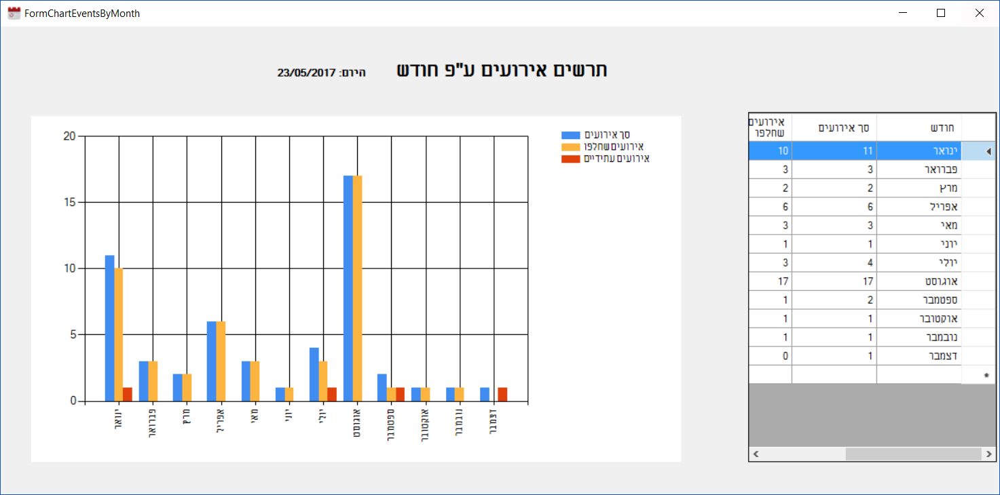 FormChartEventsByMonth
תרשים אירועים ע"פ חודש
היום: 23/05/2017
חודש
סך אירועים
אירועים
שחלפו
ינואר 11 10
פברואר 3 3
מרץ 2 2
אפריל 6 6
מאי 3 3
יוני 1 1
יולי 4 3
אוגוסט 17 17
ספטמבר 2 1
אוקטובר 1 1
נובמבר 1 1
דצמבר 1 0
*
סך אירועים
אירועים שחלפו
אירועים עתידיים
20
15
10
5
0
ינואר
פברואר
מרץ
אפריל
מאי
יוני
יולי
אוגוסט
ספטמבר
אוקטובר
נובמבר
דצמבר